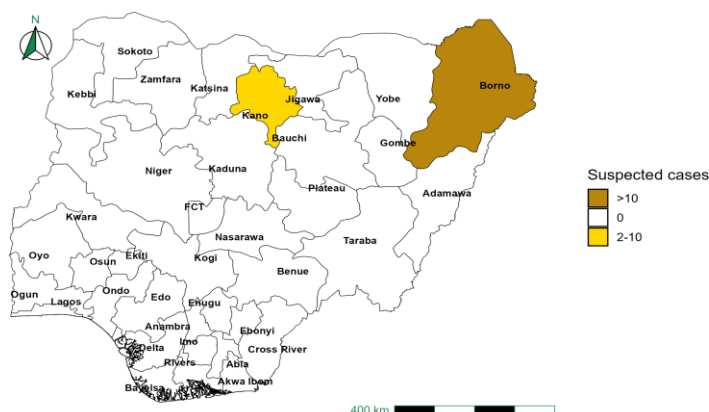 N
Sokoto
Zamfara
Katsina
Kebbi
Jigawa
Kano
Yobe
Borno
Bauchi
Gombe
Kaduna
Niger
Plateau
Adamawa
FCT
Kwara
Nasarawa
Taraba
Oyo
Osun
Ekiti
Kogi
Benue
Ogun
Lagos
Ondo
Edo
Enugu
Anambra
Ebonyi
Delta
Imo
Cross River
Rivers
Abia
Akwa Ibom
Bayelsa
Suspected cases
>10
0
2-10
400 km